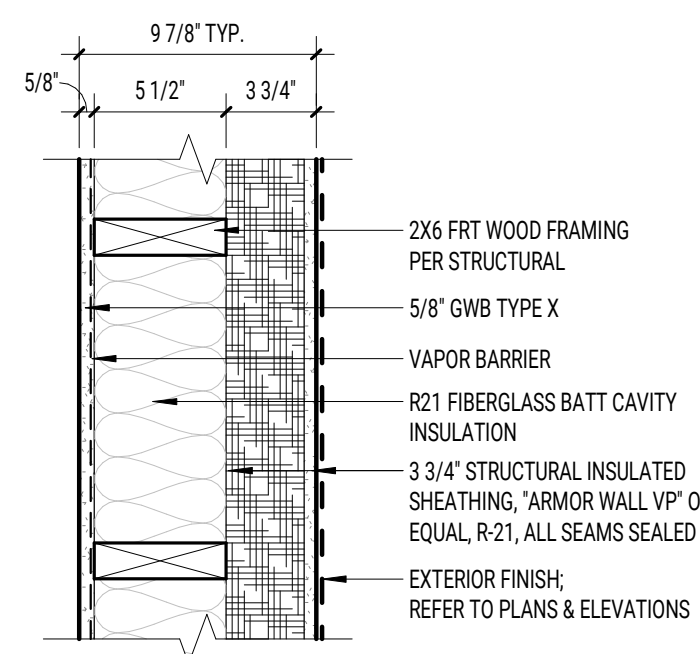 9 7/8" TYP.
5/8"
5 1/2"
3 3/4"
2X6 FRT WOOD FRAMING
PER STRUCTURAL
5/8" GWB TYPE X
VAPOR BARRIER
R21 FIBERGLASS BATT CAVITY
INSULATION
3 3/4" STRUCTURAL INSULATED
SHEATHING, "ARMOR WALL VP" O
EQUAL, R-21, ALL SEAMS SEALED
EXTERIOR FINISH;
REFER TO PLANS & ELEVATIONS